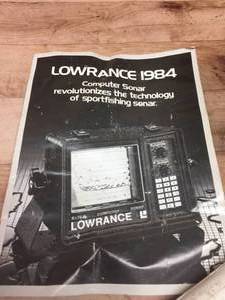 LOWRANCE 1984
Computer Sonar
revolutionizes the technology
of sportfishing sonar.
LOWRANCE